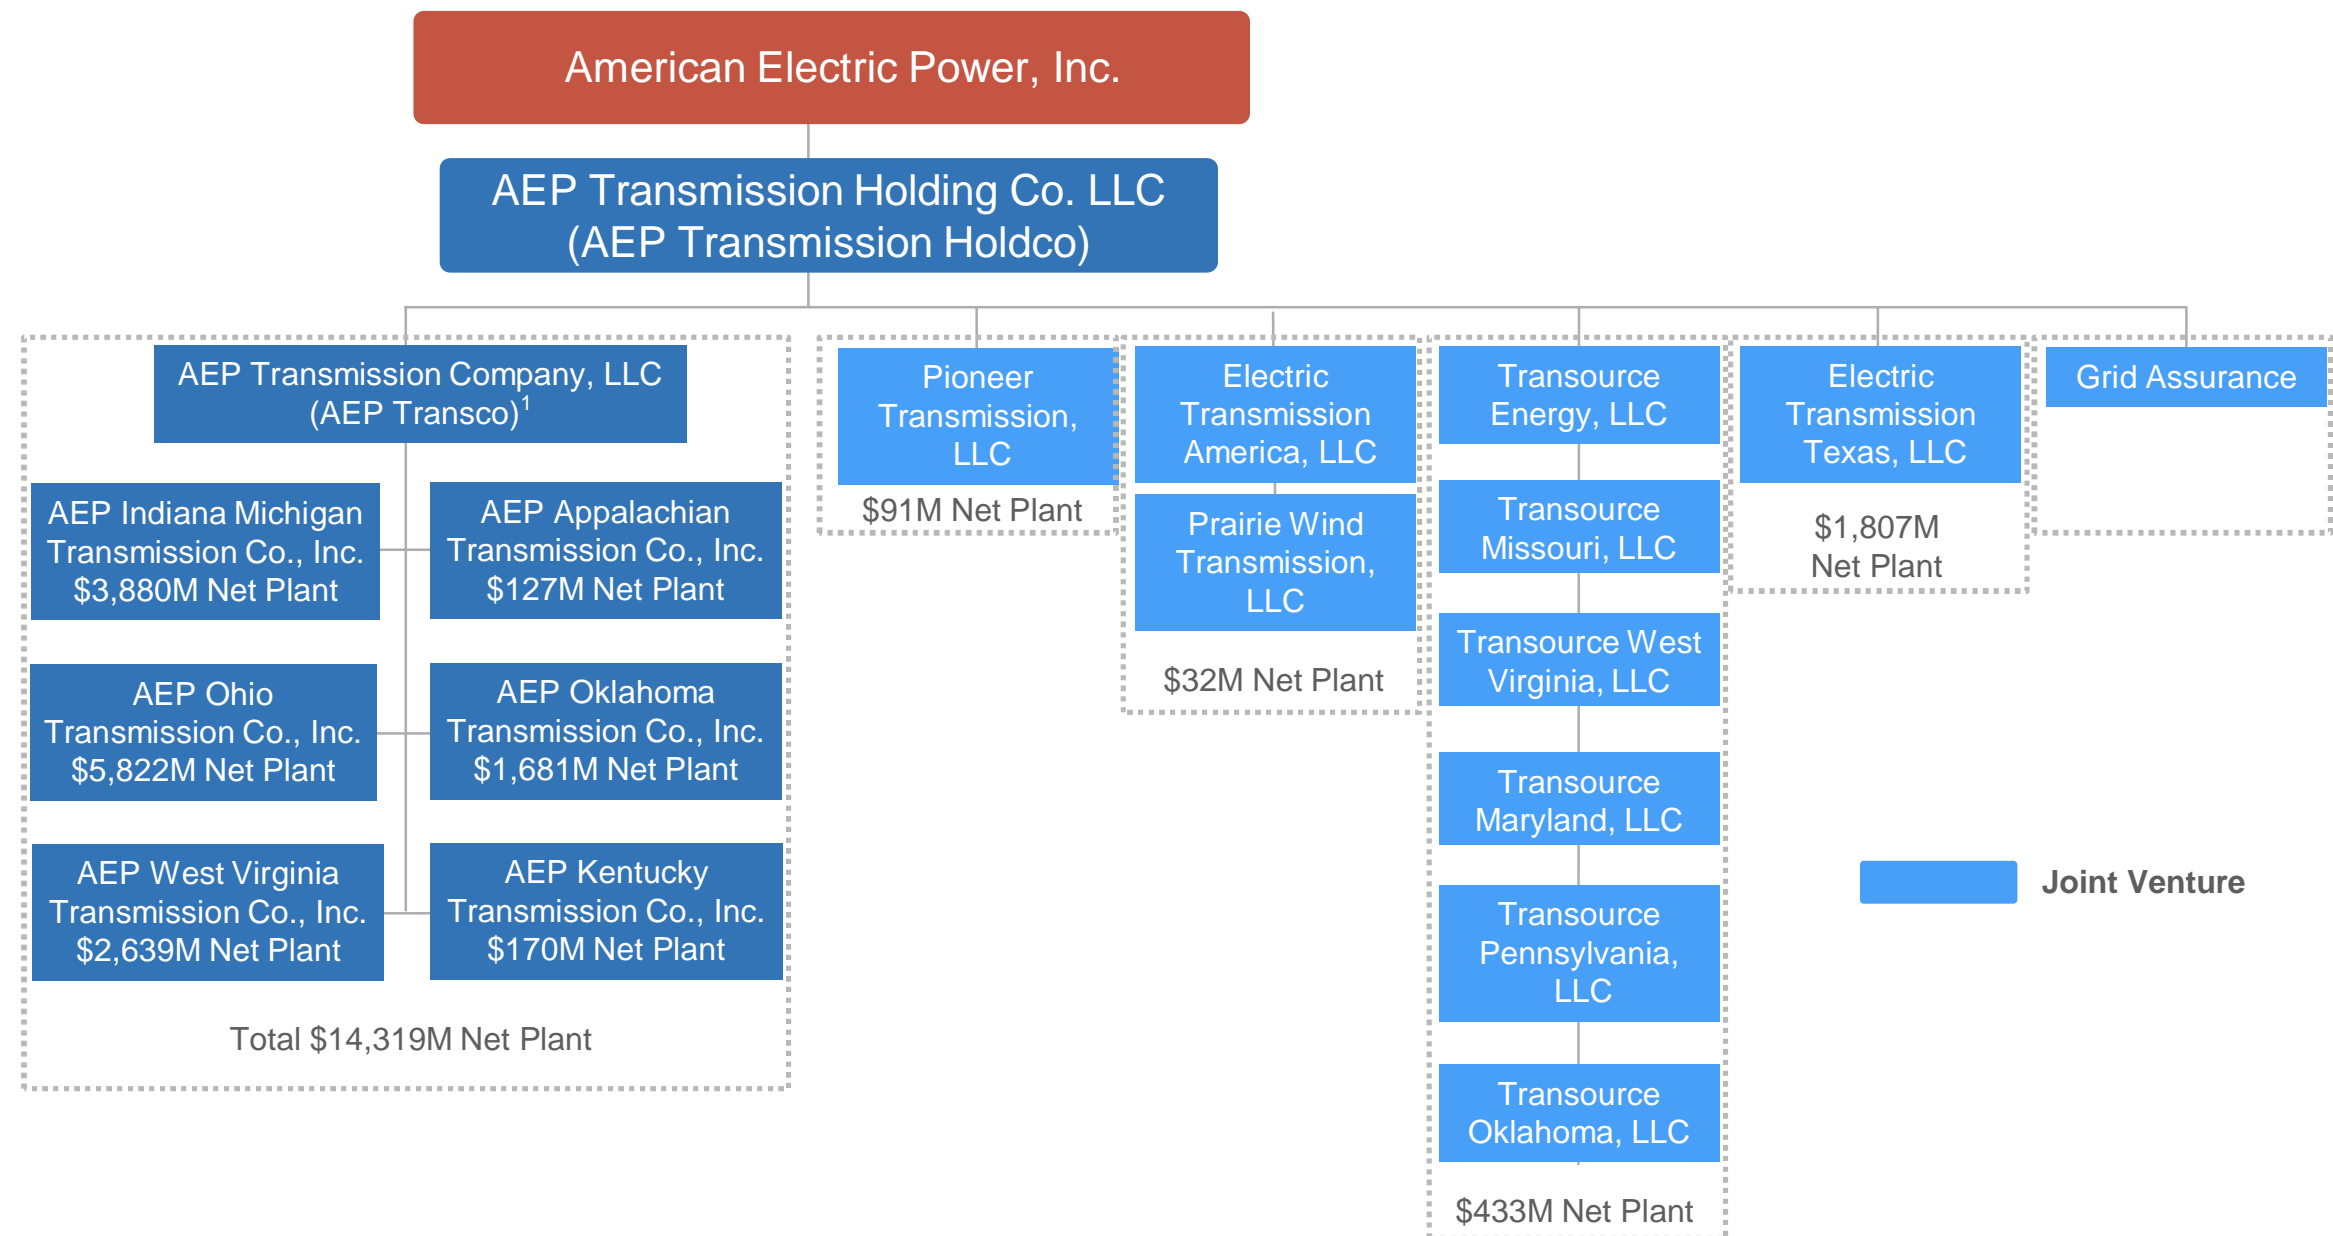 American Electric Power, Inc.
AEP Transmission Holding Co. LLC
(AEP Transmission Holdco)
AEP Transmission Company, LLC
(AEP Transco)1
AEP Indiana Michigan
Transmission Co., Inc.
$3,880M Net Plant
AEP Appalachian
Transmission Co., Inc.
$127M Net Plant
AEP Ohio
Transmission Co., Inc.
$5,822M Net Plant
AEP Oklahoma
Transmission Co., Inc.
$1,681M Net Plant
AEP West Virginia
Transmission Co., Inc.
$2,639M Net Plant
AEP Kentucky
Transmission Co., Inc.
$170M Net Plant
Total $14,319M Net Plant
Pioneer
Transmission,
LLC
$91M Net Plant
Electric
Transmission
America, LLC
Prairie Wind
Transmission,
LLC
$32M Net Plant
Transource
Energy, LLC
Transource
Missouri, LLC
Transource West
Virginia, LLC
Transource
Maryland, LLC
Transource
Pennsylvania,
LLC
Transource
Oklahoma, LLC
$433M Net Plant
Electric
Transmission
Texas, LLC
$1,807M
Net Plant
Grid Assurance
Joint Venture